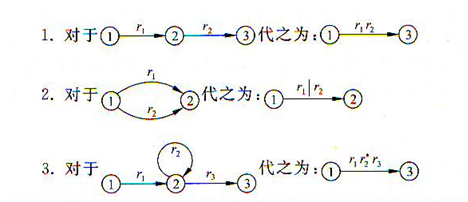 1. 对于 ① r₁ ② r₂ ③ 代之为: ① r₁r₂ ③
2. 对于 ① r₁ r₂ ② 代之为: ① r₁|r₂ ②
3. 对于 ① r₁ ② r₂ r₃ ③ 代之为: ① r₁r₂*r₃ ③